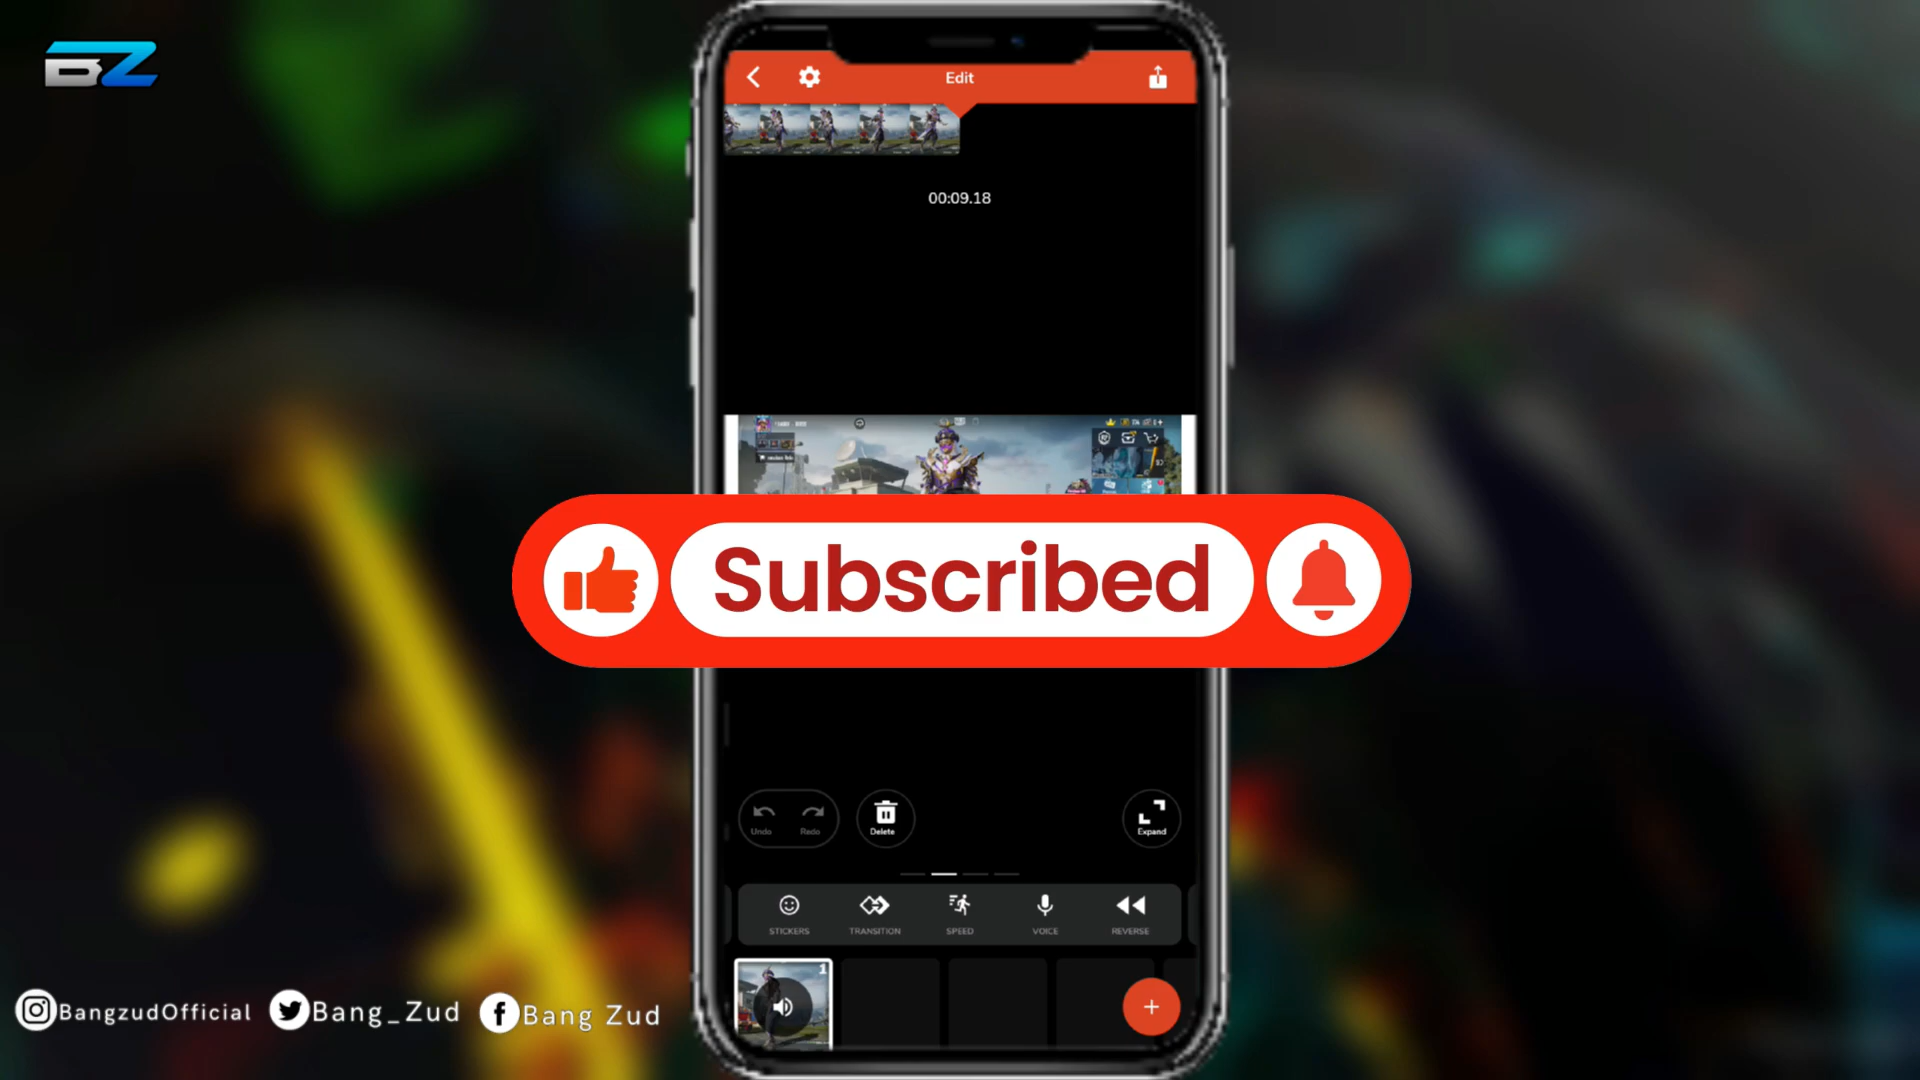 BZ
Edit
00:09.18
Subscribed
Undo
Redo
Delete
Expand
STICKERS
TRANSITION
SPEED
VOICE
REVERSE
1
BangzudOfficial
Bang_Zud
Bang Zud